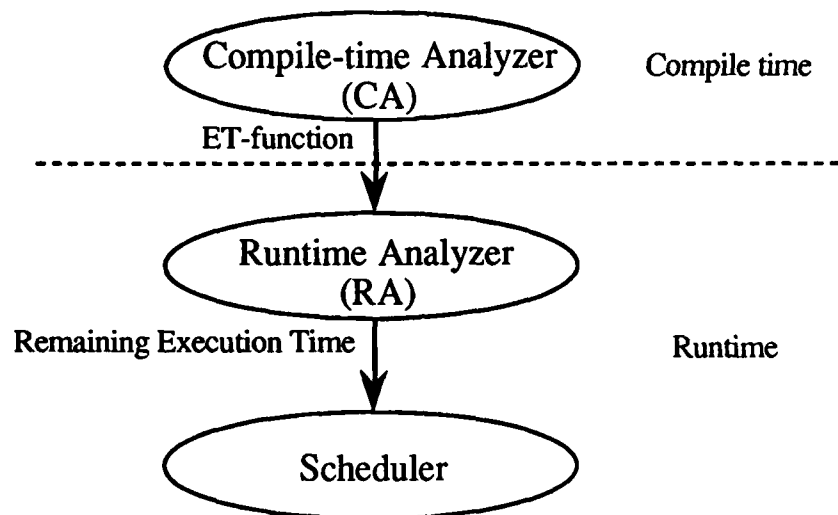 Compile-time Analyzer
(CA)
Compile time
ET-function
Runtime Analyzer
(RA)
Remaining Execution Time
Runtime
Scheduler